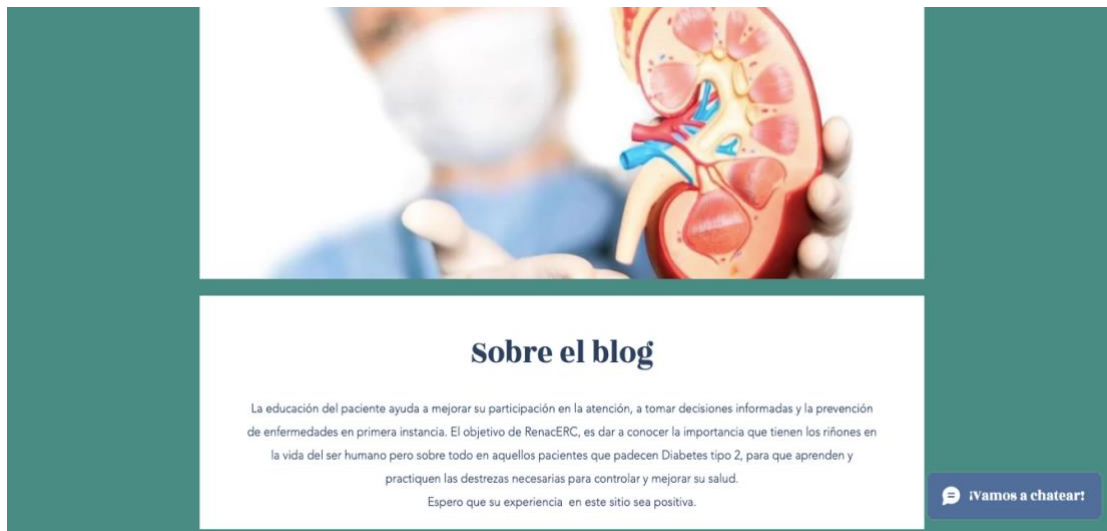 Sobre el blog
La educación del paciente ayuda a mejorar su participación en la atención, a tomar decisiones informadas y la prevención
de enfermedades en primera instancia. El objetivo de RenacERC, es dar a conocer la importancia que tienen los riñones en
la vida del ser humano pero sobre todo en aquellos pacientes que padecen Diabetes tipo 2, para que aprenden y
practiquen las destrezas necesarias para controlar y mejorar su salud.
Espero que su experiencia en este sitio sea positiva.
¡Vamos a chatear!